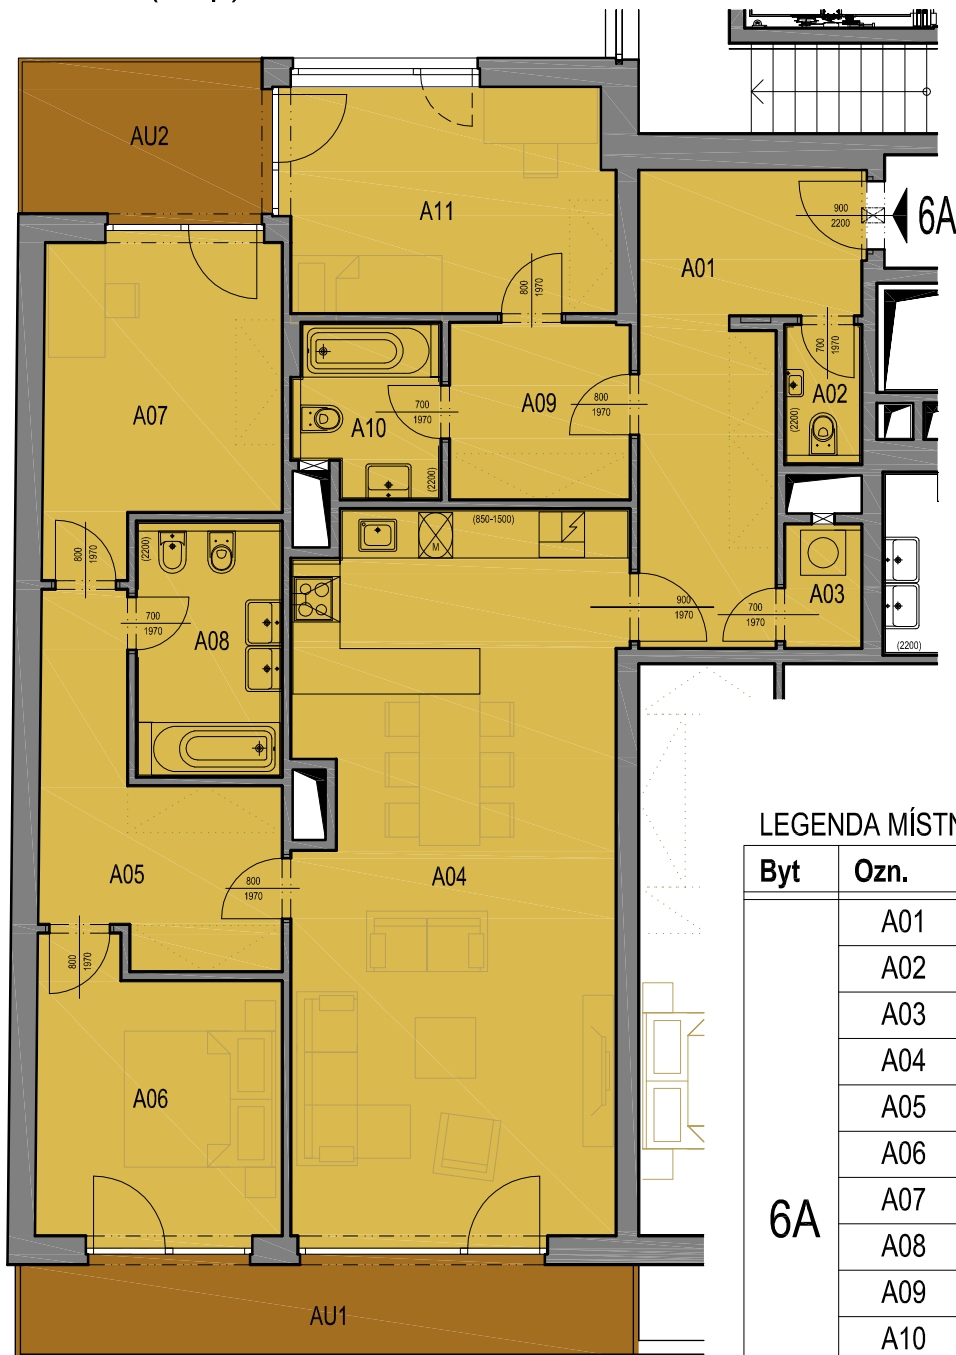 AU2
A11
6A
900
2200
A01
800
1970
A07
700
1970
A02
(2200)
A10
700
1970
A09
800
1970
(2200)
(850-1500)
M
(2200)
800
1970
700
1970
A08
900
1970
700
1970
A03
(2200)
LEGENDA MÍSTN
Byt Ozn.
A05
800
1970
A04
800
1970
A06
AU1
6A
A01
A02
A03
A04
A05
A06
A07
A08
A09
A10